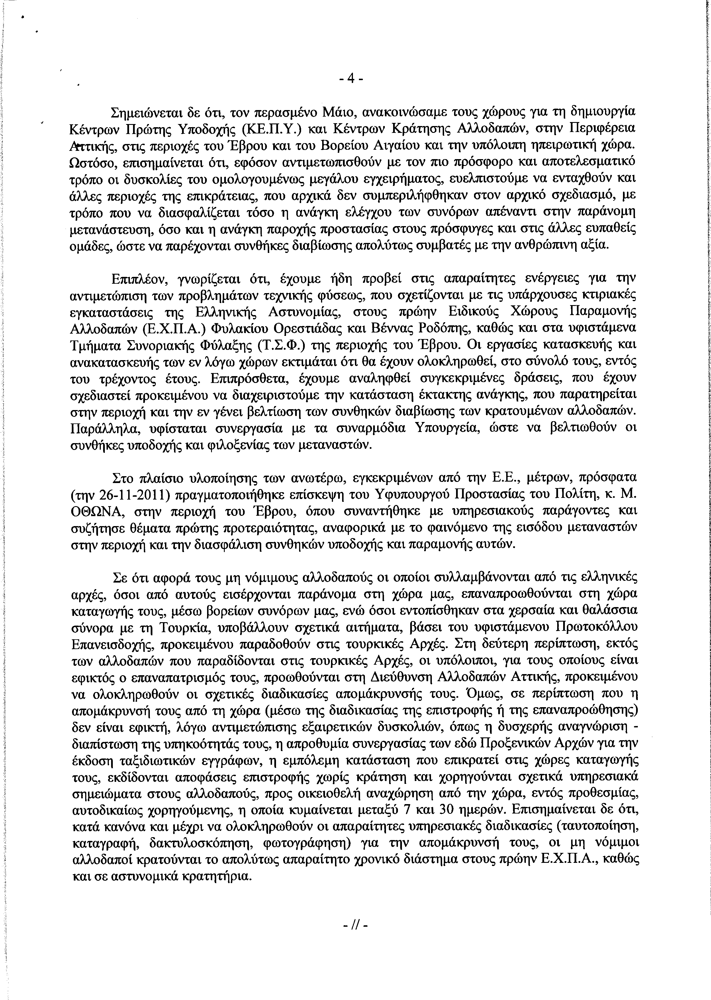 - 4 -
Σημειώνεται δε ότι, τον περασμένο Μάιο, ανακοινώσαμε τους χώρους για τη δημιουργία
Κέντρων Πρώτης Υποδοχής (ΚΕ.Π.Υ.) και Κέντρων Κράτησης Αλλοδαπών, στην Περιφέρεια
Αττικής, στις περιοχές του Έβρου και του Βορείου Αιγαίου και την υπόλοιπη ηπειρωτική χώρα.
Ωστόσο, επισημαίνεται ότι, εφόσον αντιμετωπισθούν με τον πιο πρόσφορο και αποτελεσματικό
τρόπο οι δυσκολίες του ομολογουμένως μεγάλου εγχειρήματος, ευελπιστούμε να ενταχθούν και
άλλες περιοχές της επικράτειας, που αρχικά δεν συμπεριλήφθηκαν στον αρχικό σχεδιασμό, με
τρόπο που να διασφαλίζεται τόσο η ανάγκη ελέγχου των συνόρων απέναντι στην παράνομη
μετανάστευση, όσο και η ανάγκη παροχής προστασίας στους πρόσφυγες και στις άλλες ευπαθείς
ομάδες, ώστε να παρέχονται συνθήκες διαβίωσης απολύτως συμβατές με την ανθρώπινη αξία.
Επιπλέον, γνωρίζεται ότι, έχουμε ήδη προβεί στις απαραίτητες ενέργειες για την
αντιμετώπιση των προβλημάτων τεχνικής φύσεως, που σχετίζονται με τις υπάρχουσες κτιριακές
εγκαταστάσεις της Ελληνικής Αστυνομίας, στους πρώην Ειδικούς Χώρους Παραμονής
Αλλοδαπών (Ε.Χ.Π.Α.) Φυλακίου Ορεστιάδας και Βέννας Ροδόπης, καθώς και στα υφιστάμενα
Τμήματα Συνοριακής Φύλαξης (Τ.Σ.Φ.) της περιοχής του Έβρου. Οι εργασίες κατασκευής και
ανακατασκευής των εν λόγω χώρων εκτιμάται ότι θα έχουν ολοκληρωθεί, στο σύνολό τους, εντός
του τρέχοντος έτους. Επιπρόσθετα, έχουμε αναληφθεί συγκεκριμένες δράσεις, που έχουν
σχεδιαστεί προκειμένου να διαχειριστούμε την κατάσταση έκτακτης ανάγκης, που παρατηρείται
στην περιοχή και την εν γένει βελτίωση των συνθηκών διαβίωσης των κρατουμένων αλλοδαπών.
Παράλληλα, υφίσταται συνεργασία με τα συναρμόδια Υπουργεία, ώστε να βελτιωθούν οι
συνθήκες υποδοχής και φιλοξενίας των μεταναστών.
Στο πλαίσιο υλοποίησης των ανωτέρω, εγκεκριμένων από την Ε.Ε., μέτρων, πρόσφατα
(την 26-11-2011) πραγματοποιήθηκε επίσκεψη του Υφυπουργού Προστασίας του Πολίτη, κ. Μ.
ΟΘΩΝΑ, στην περιοχή του Έβρου, όπου συναντήθηκε με υπηρεσιακούς παράγοντες και
συζήτησε θέματα πρώτης προτεραιότητας, αναφορικά με το φαινόμενο της εισόδου μεταναστών
στην περιοχή και την διασφάλιση συνθηκών υποδοχής και παραμονής αυτών.
Σε ότι αφορά τους μη νόμιμους αλλοδαπούς οι οποίοι συλλαμβάνονται από τις ελληνικές
αρχές, όσοι από αυτούς εισέρχονται παράνομα στη χώρα μας, επαναπροωθούνται στη χώρα
καταγωγής τους, μέσω βορείων συνόρων μας, ενώ όσοι εντοπίσθηκαν στα χερσαία και θαλάσσια
σύνορα με τη Τουρκία, υποβάλλουν σχετικά αιτήματα, βάσει του υφιστάμενου Πρωτοκόλλου
Επανεισδοχής, προκειμένου παραδοθούν στις τουρκικές Αρχές. Στη δεύτερη περίπτωση, εκτός
των αλλοδαπών που παραδίδονται στις τουρκικές Αρχές, οι υπόλοιποι, για τους οποίους είναι
εφικτός ο επαναπατρισμός τους, προωθούνται στη Διεύθυνση Αλλοδαπών Αττικής, προκειμένου
να ολοκληρωθούν οι σχετικές διαδικασίες απομάκρυνσής τους. Όμως, σε περίπτωση που η
απομάκρυνσή τους από τη χώρα (μέσω της διαδικασίας της επιστροφής ή της επαναπροώθησης)
δεν είναι εφικτή, λόγω αντιμετώπισης εξαιρετικών δυσκολιών, όπως η δυσχερής αναγνώριση -
διαπίστωση της υπηκοότητάς τους, η απροθυμία συνεργασίας των εδώ Προξενικών Αρχών για την
έκδοση ταξιδιωτικών εγγράφων, η εμπόλεμη κατάσταση που επικρατεί στις χώρες καταγωγής
τους, εκδίδονται αποφάσεις επιστροφής χωρίς κράτηση και χορηγούνται σχετικά υπηρεσιακά
σημειώματα στους αλλοδαπούς, προς οικειοθελή αναχώρηση από την χώρα, εντός προθεσμίας,
αυτοδικαίως χορηγούμενης, η οποία κυμαίνεται μεταξύ 7 και 30 ημερών. Επισημαίνεται δε ότι,
κατά κανόνα και μέχρι να ολοκληρωθούν οι απαραίτητες υπηρεσιακές διαδικασίες (ταυτοποίηση,
καταγραφή, δακτυλοσκόπηση, φωτογράφηση) για την απομάκρυνσή τους, οι μη νόμιμοι
αλλοδαποί κρατούνται το απολύτως απαραίτητο χρονικό διάστημα στους πρώην Ε.Χ.Π.Α., καθώς
και σε αστυνομικά κρατητήρια.
- // -